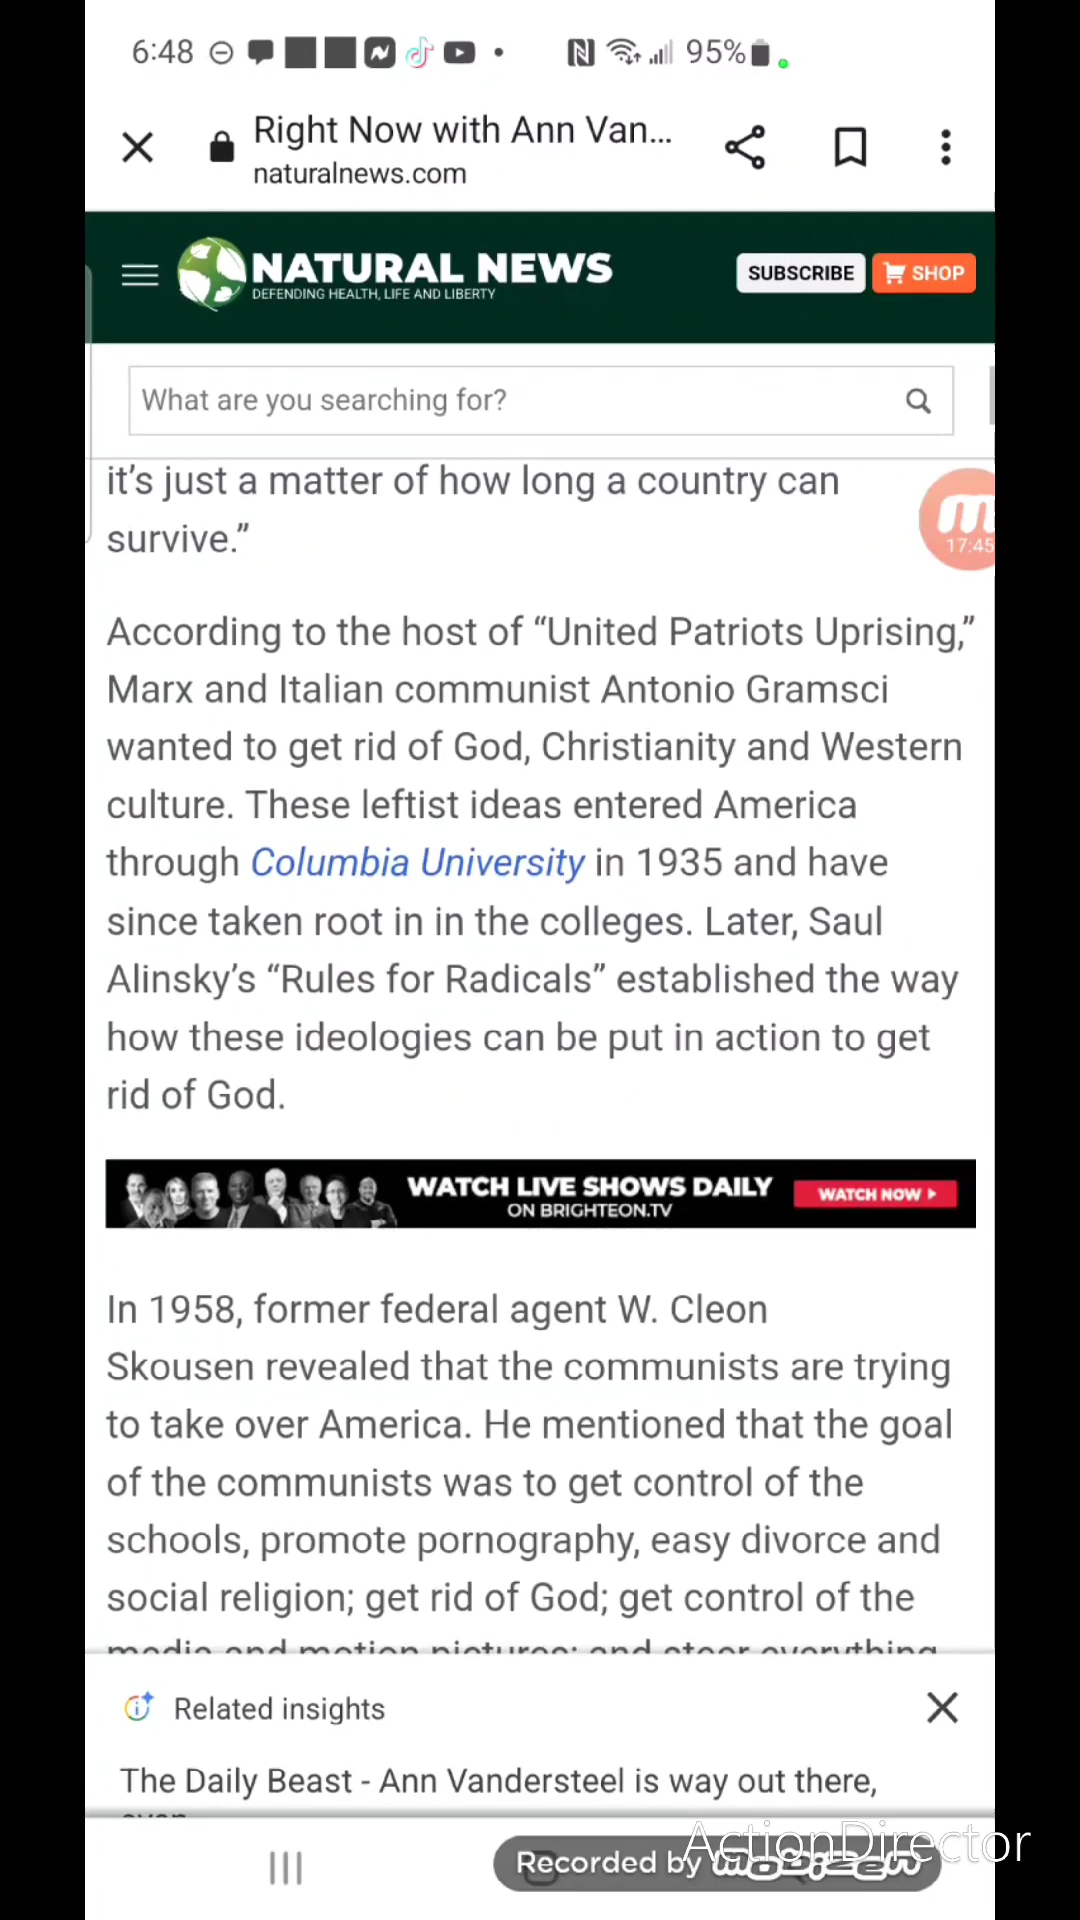 6:48
95%
Right Now with Ann Van...
naturalnews.com
NATURAL NEWS
DEFENDING HEALTH, LIFE AND LIBERTY
SUBSCRIBE
SHOP
What are you searching for?
it’s just a matter of how long a country can
survive.”
17:45
According to the host of “United Patriots Uprising,”
Marx and Italian communist Antonio Gramsci
wanted to get rid of God, Christianity and Western
culture. These leftist ideas entered America
through Columbia University in 1935 and have
since taken root in in the colleges. Later, Saul
Alinsky’s “Rules for Radicals” established the way
how these ideologies can be put in action to get
rid of God.
WATCH LIVE SHOWS DAILY
ON BRIGHTEON.TV
WATCH NOW
In 1958, former federal agent W. Cleon
Skousen revealed that the communists are trying
to take over America. He mentioned that the goal
of the communists was to get control of the
schools, promote pornography, easy divorce and
social religion; get rid of God; get control of the
media and motion pictures; and steer everything
Related insights
The Daily Beast - Ann Vandersteel is way out there,
ActionDirector
Recorded by MOBIZEN